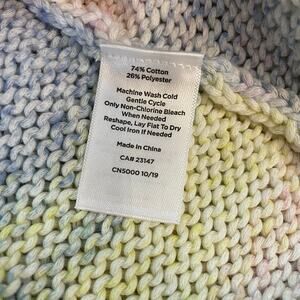 74% Cotton
26% Polyester
Machine Wash Cold
Gentle Cycle
Only Non-Chlorine Bleach
When Needed
Reshape, Lay Flat To Dry
Cool Iron If Needed
Made In China
CA# 23147
CN5000 10/19